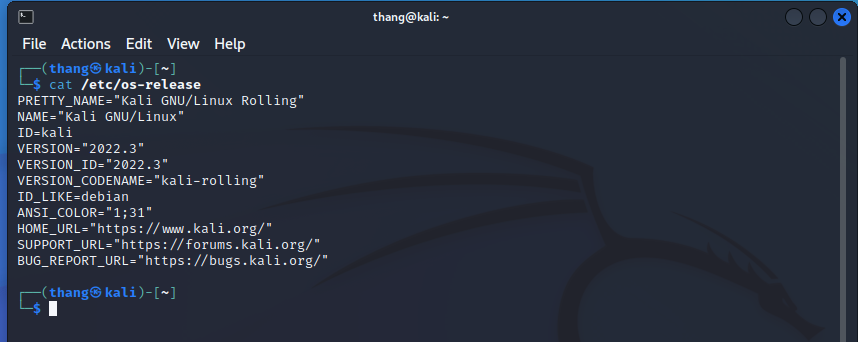 thang@kali: ~
File Actions Edit View Help
┌──(thang㉿kali)-[~]
└─$ cat /etc/os-release
PRETTY_NAME="Kali GNU/Linux Rolling"
NAME="Kali GNU/Linux"
ID=kali
VERSION="2022.3"
VERSION_ID="2022.3"
VERSION_CODENAME="kali-rolling"
ID_LIKE=debian
ANSI_COLOR="1;31"
HOME_URL="https://www.kali.org/"
SUPPORT_URL="https://forums.kali.org/"
BUG_REPORT_URL="https://bugs.kali.org/"
┌──(thang㉿kali)-[~]
└─$